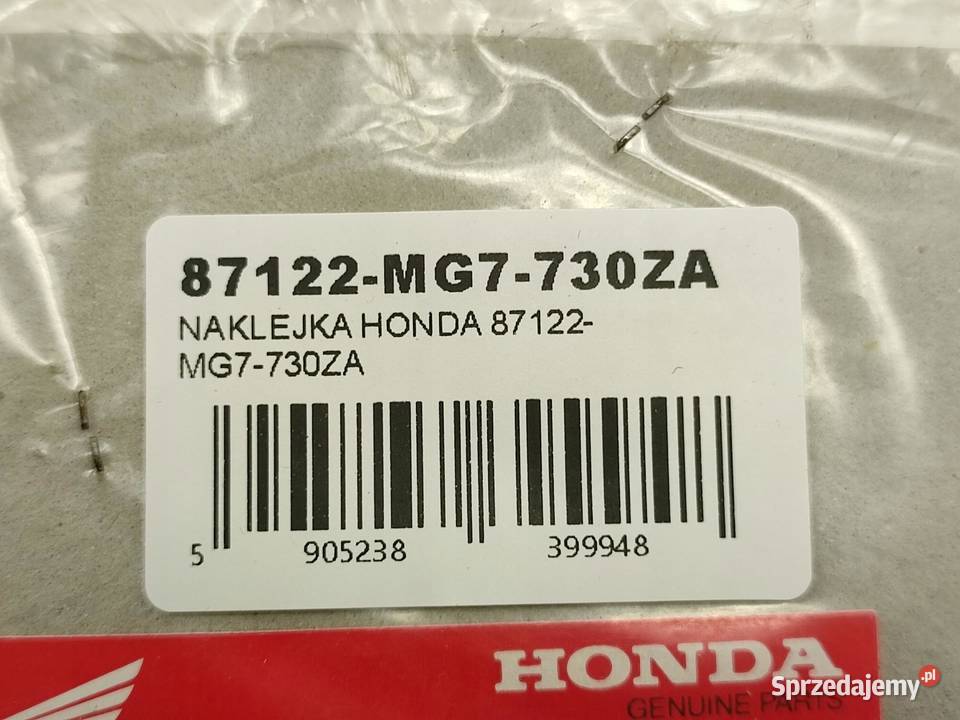 87122-MG7-730ZA
NAKLEJKA HONDA 87122-
MG7-730ZA
5 905238 399948
HONDA
GENUINE PARTS
Sprzedajemy.pl